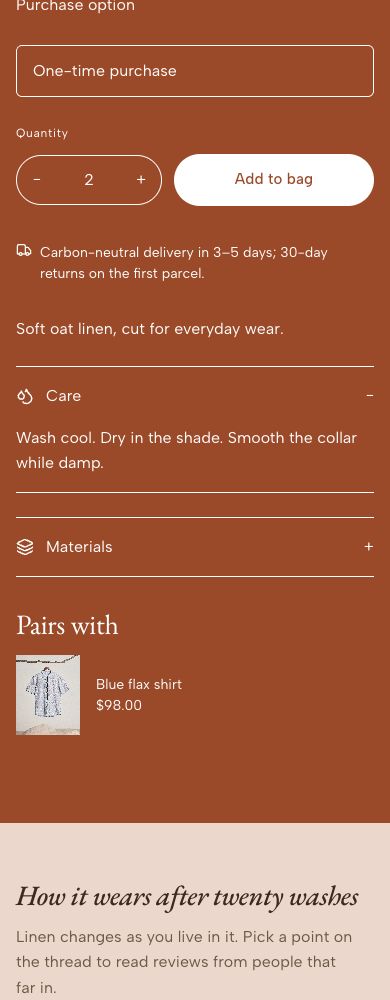 Purchase option
One-time purchase
Quantity
− 2 +
Add to bag
Carbon-neutral delivery in 3–5 days; 30-day
returns on the first parcel.
Soft oat linen, cut for everyday wear.
Care −
Wash cool. Dry in the shade. Smooth the collar
while damp.
Materials +
Pairs with
Blue flax shirt
$98.00
How it wears after twenty washes
Linen changes as you live in it. Pick a point on
the thread to read reviews from people that
far in.